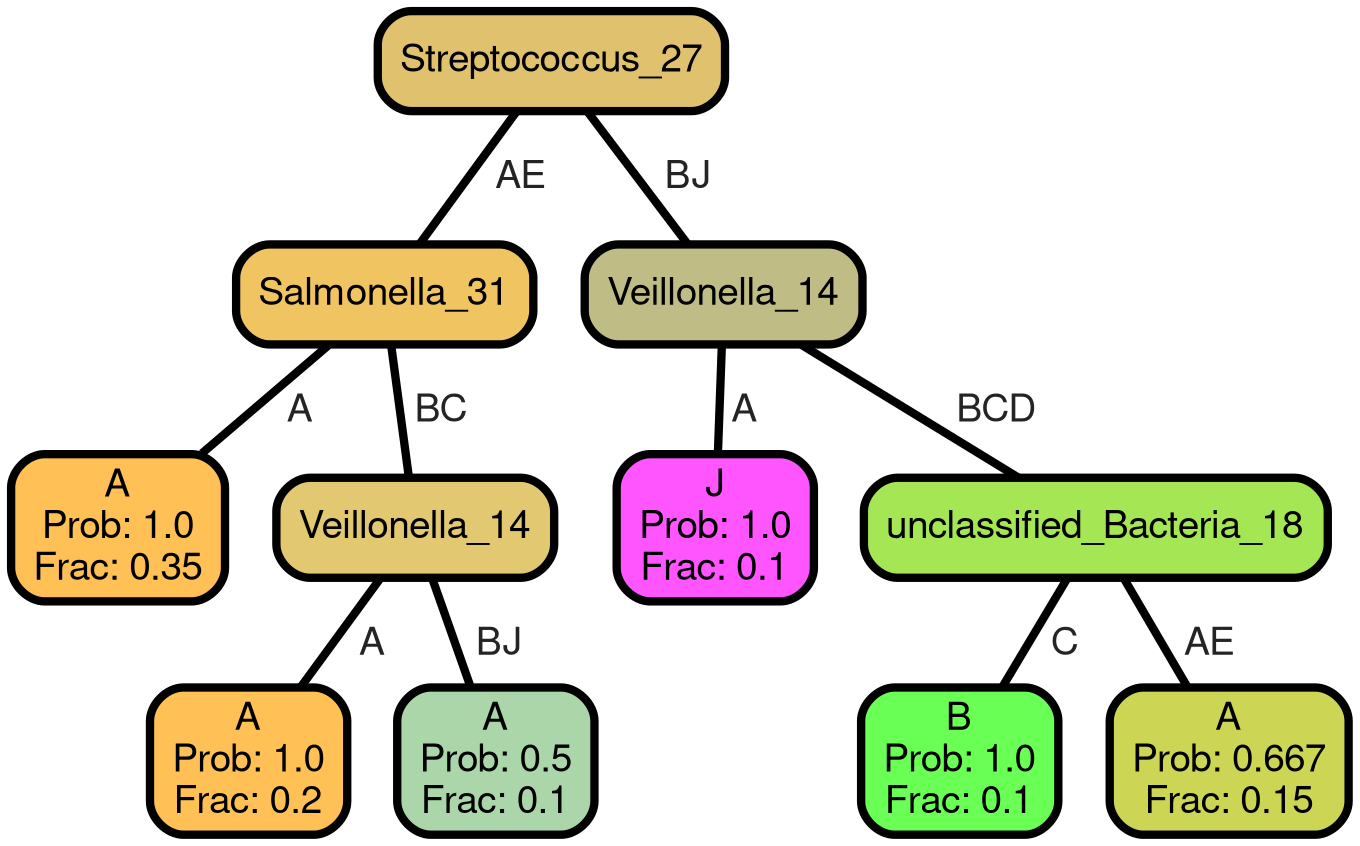 Streptococcus_27
AE
BJ
Salmonella_31
Veillonella_14
A
BC
A
BCD
A
Prob: 1.0
Frac: 0.35
Veillonella_14
J
Prob: 1.0
Frac: 0.1
unclassified_Bacteria_18
A
BJ
C
AE
A
Prob: 1.0
Frac: 0.2
A
Prob: 0.5
Frac: 0.1
B
Prob: 1.0
Frac: 0.1
A
Prob: 0.667
Frac: 0.15